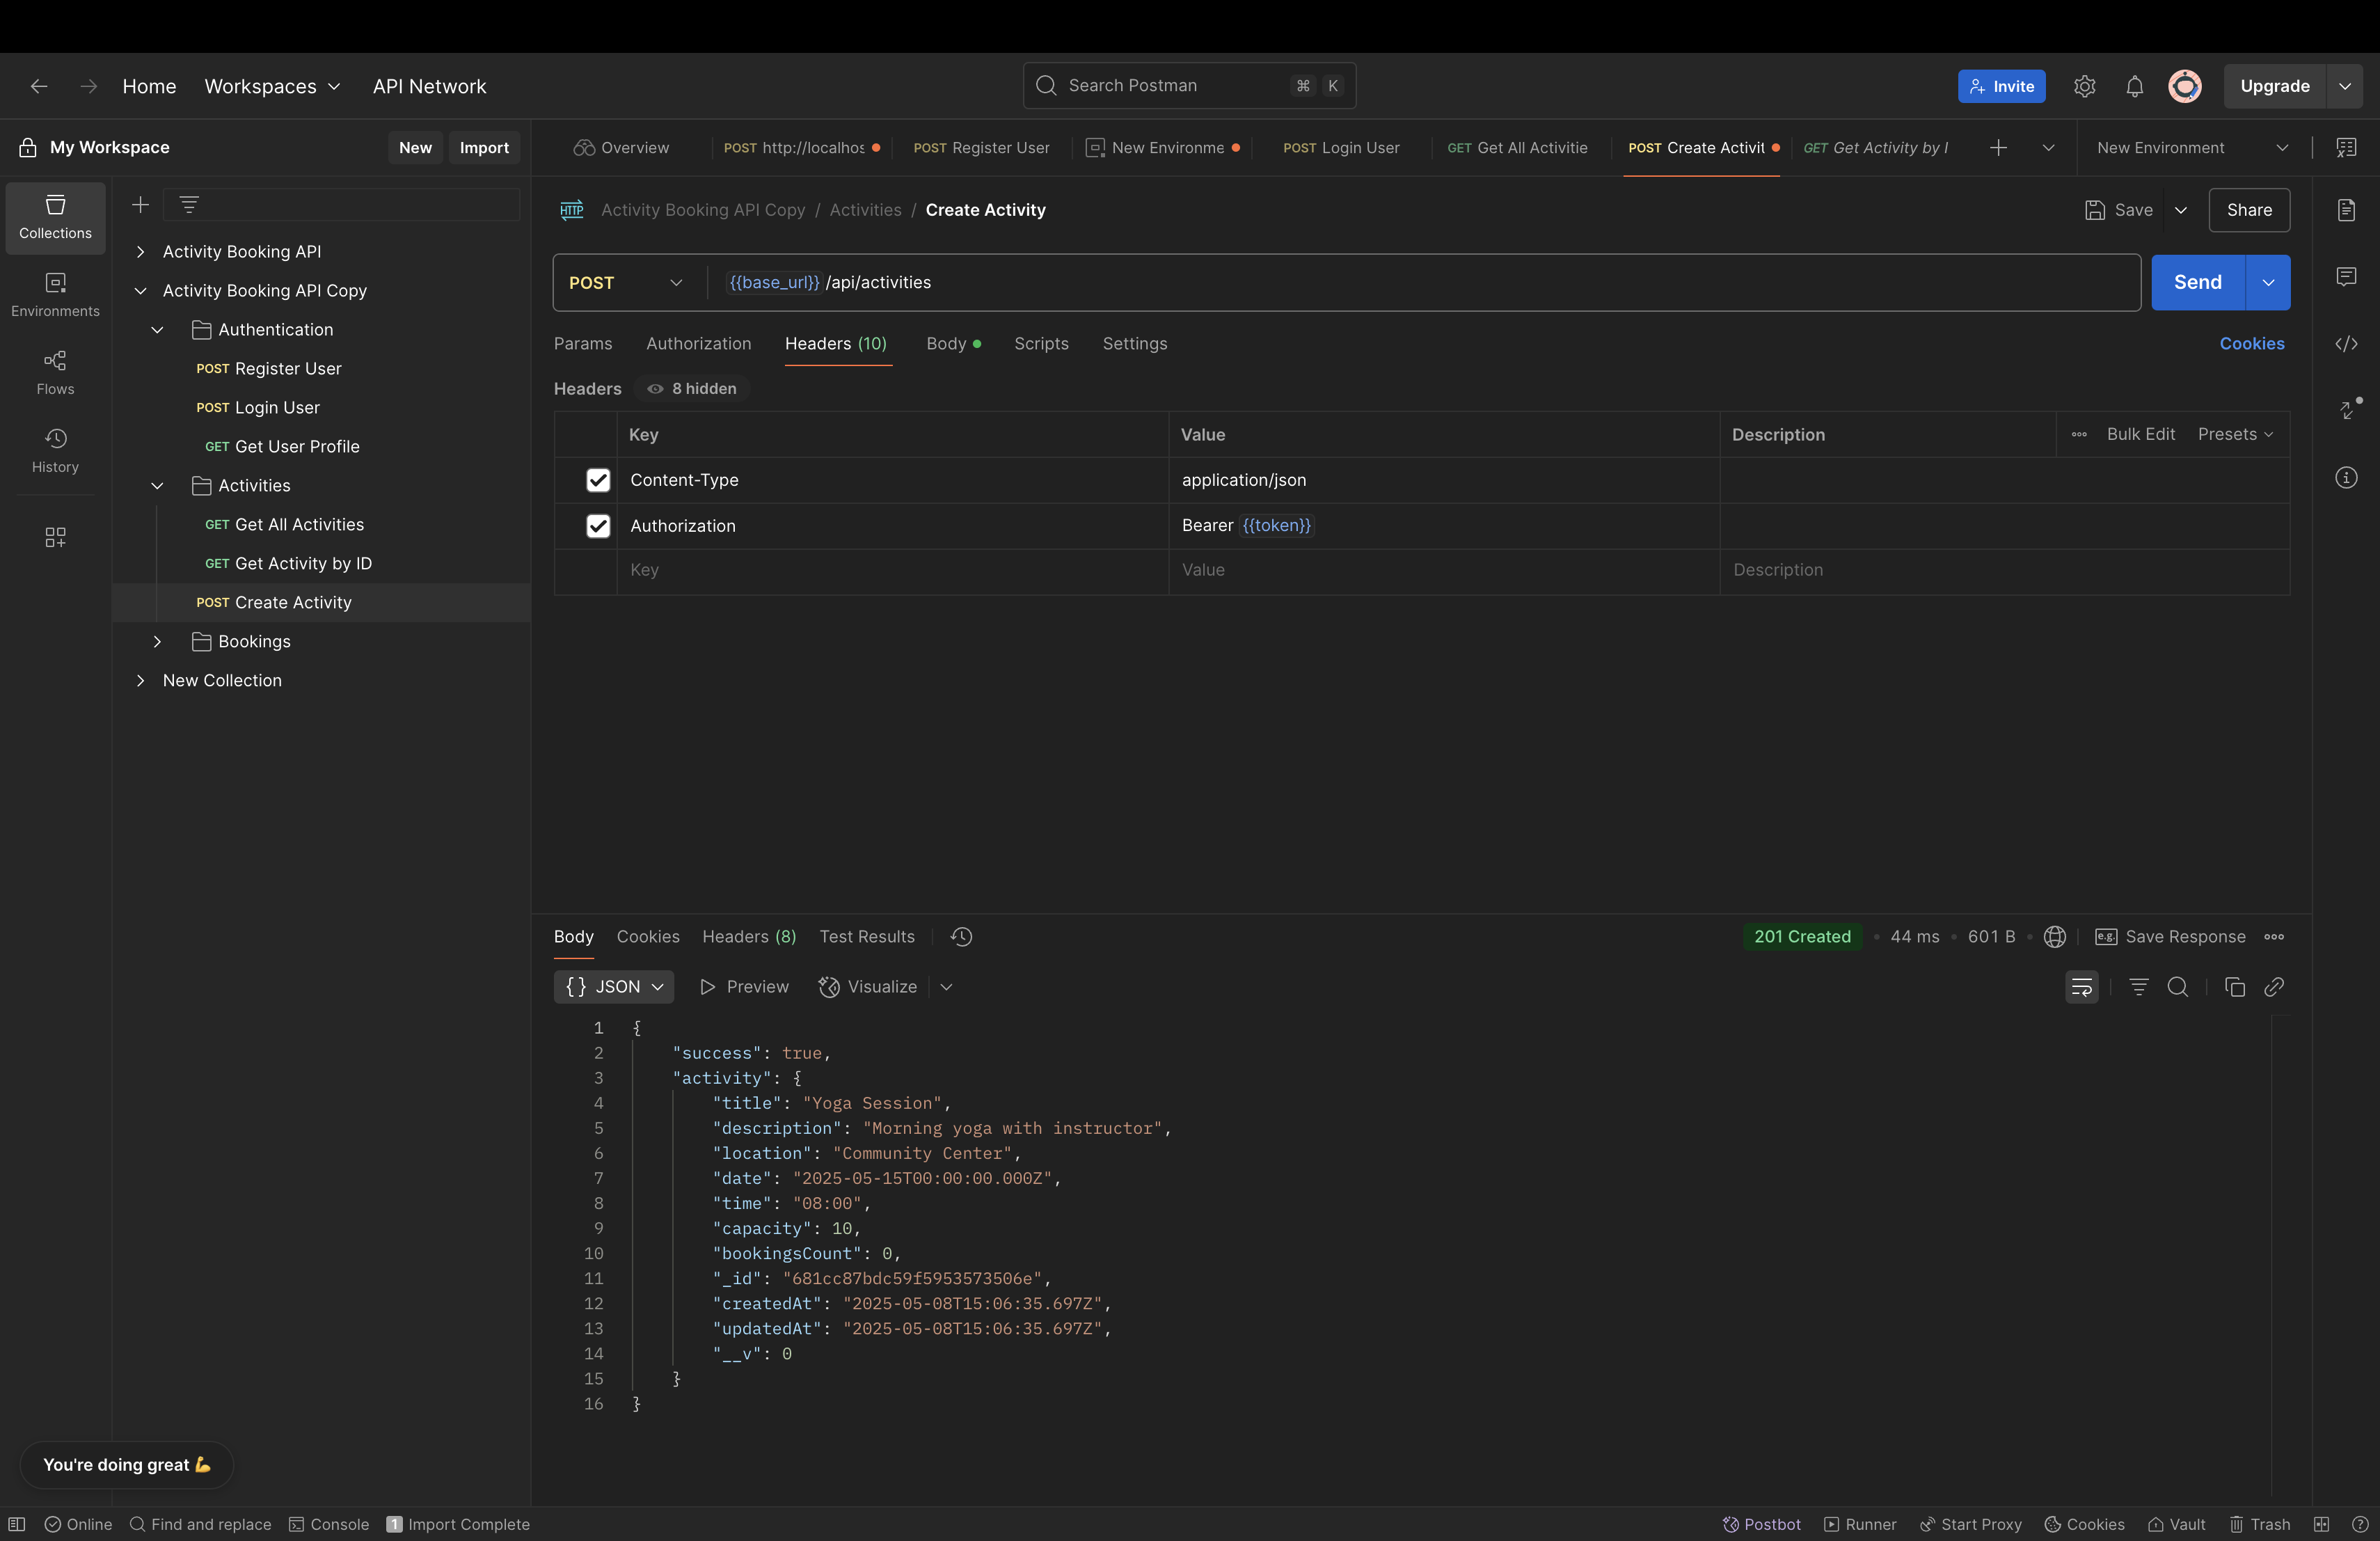 Home Workspaces API Network Search Postman ⌘ K Invite Upgrade
My Workspace New Import Overview POST http://localhos POST Register User New Environme POST Login User GET Get All Activitie POST Create Activit GET Get Activity by I New Environment
Collections
Environments
Flows
History
Activity Booking API
Activity Booking API Copy
Authentication
POST Register User
POST Login User
GET Get User Profile
Activities
GET Get All Activities
GET Get Activity by ID
POST Create Activity
Bookings
New Collection
HTTP Activity Booking API Copy / Activities / Create Activity Save Share
POST {{base_url}}/api/activities Send
Params Authorization Headers (10) Body Scripts Settings Cookies
Headers 8 hidden
Key Value Description Bulk Edit Presets
Content-Type application/json
Authorization Bearer {{token}}
Key Value Description
Body Cookies Headers (8) Test Results 201 Created 44 ms 601 B e.g. Save Response
{} JSON Preview Visualize
1 {
2 "success": true,
3 "activity": {
4 "title": "Yoga Session",
5 "description": "Morning yoga with instructor",
6 "location": "Community Center",
7 "date": "2025-05-15T00:00:00.000Z",
8 "time": "08:00",
9 "capacity": 10,
10 "bookingsCount": 0,
11 "_id": "681cc87bdc59f5953573506e",
12 "createdAt": "2025-05-08T15:06:35.697Z",
13 "updatedAt": "2025-05-08T15:06:35.697Z",
14 "__v": 0
15 }
16 }
You're doing great 💪
Online Find and replace Console 1 Import Complete Postbot Runner Start Proxy Cookies Vault Trash